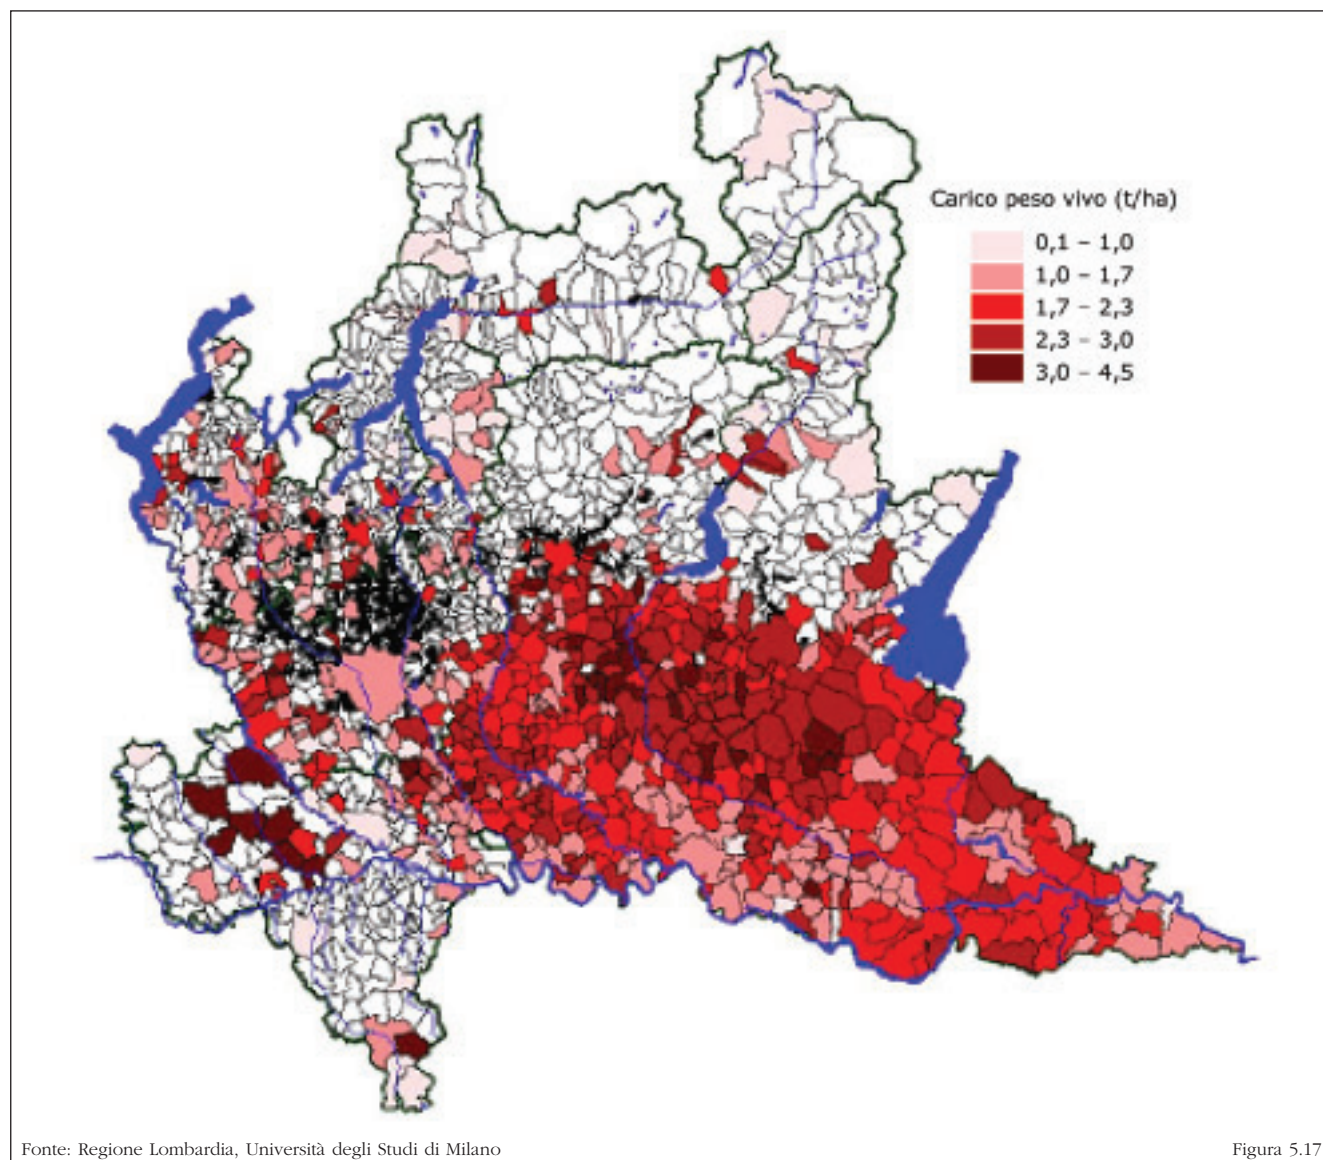 Carico peso vivo (t/ha)
0,1 – 1,0
1,0 – 1,7
1,7 – 2,3
2,3 – 3,0
3,0 – 4,5
Fonte: Regione Lombardia, Università degli Studi di Milano
Figura 5.17